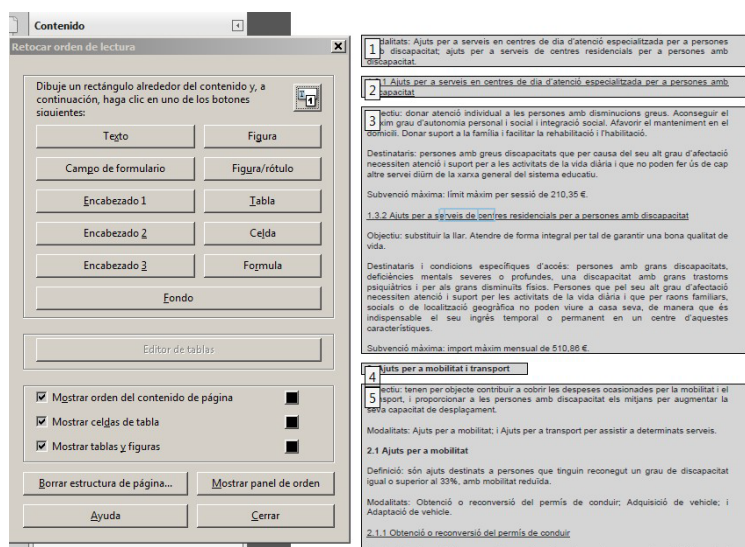 Contenido
Retocar orden de lectura
Dibuje un rectángulo alrededor del contenido y, a
continuación, haga clic en uno de los botones
siguientes:
Texto
Figura
Campo de formulario
Figura/rótulo
Encabezado 1
Tabla
Encabezado 2
Celda
Encabezado 3
Formula
Fondo
Editor de tablas
Mostrar orden del contenido de página
Mostrar celdas de tabla
Mostrar tablas y figuras
Borrar estructura de página...
Mostrar panel de orden
Ayuda
Cerrar
1
Ajuts per a serveis en centres de dia d'atenció especialitzada per a persones
discapacitat; ajuts per a serveis de centres residencials per a persones amb
discapacitat.
2
1 Ajuts per a serveis en centres de dia d'atenció especialitzada per a persones amb
3
donar atenció individual a les persones amb disminucions greus. Aconseguir el
grau d'autonomia personal i social i integració social. Afavorir el manteniment en el
domicili. Donar suport a la família i facilitar la rehabilitació i l'habilitació.
Destinataris: persones amb greus discapacitats que per causa del seu alt grau d'afectació
necessiten atenció i suport per a les activitats de la vida diària i que no poden fer ús de cap
altre servei diürn de la xarxa general del sistema educatiu.
Subvenció màxima: límit màxim per sessió de 210,35 €.
1.3.2 Ajuts per a serveis de centres residencials per a persones amb discapacitat
Objectiu: substituir la llar. Atendre de forma integral per tal de garantir una bona qualitat de
vida.
Destinataris i condicions específiques d'accés: persones amb grans discapacitats,
deficiències mentals severes o profundes, una discapacitat amb grans trastorns
psiquiàtrics i per als grans disminuïts físics. Persones que pel seu alt grau d'afectació
necessiten atenció i suport per les activitats de la vida diària i que per raons familiars,
socials o de localització geogràfica no poden viure a casa seva, de manera que és
indispensable el seu ingrés temporal o permanent en un centre d'aquestes
característiques.
Subvenció màxima: import màxim mensual de 510,86 €.
4
Ajuts per a mobilitat i transport
5
tenen per objecte contribuir a cobrir les despeses ocasionades per la mobilitat i el
i proporcionar a les persones amb discapacitat els mitjans per augmentar la
seva capacitat de desplaçament.
Modalitats: Ajuts per a mobilitat; i Ajuts per a transport per assistir a determinats serveis.
2.1 Ajuts per a mobilitat
Definició: són ajuts destinats a persones que tinguin reconegut un grau de discapacitat
igual o superior al 33%, amb mobilitat reduïda.
Modalitats: Obtenció o reconversió del permís de conduir; Adquisició de vehicle; i
Adaptació de vehicle.
2.1.1 Obtenció o reconversió del permís de conduir